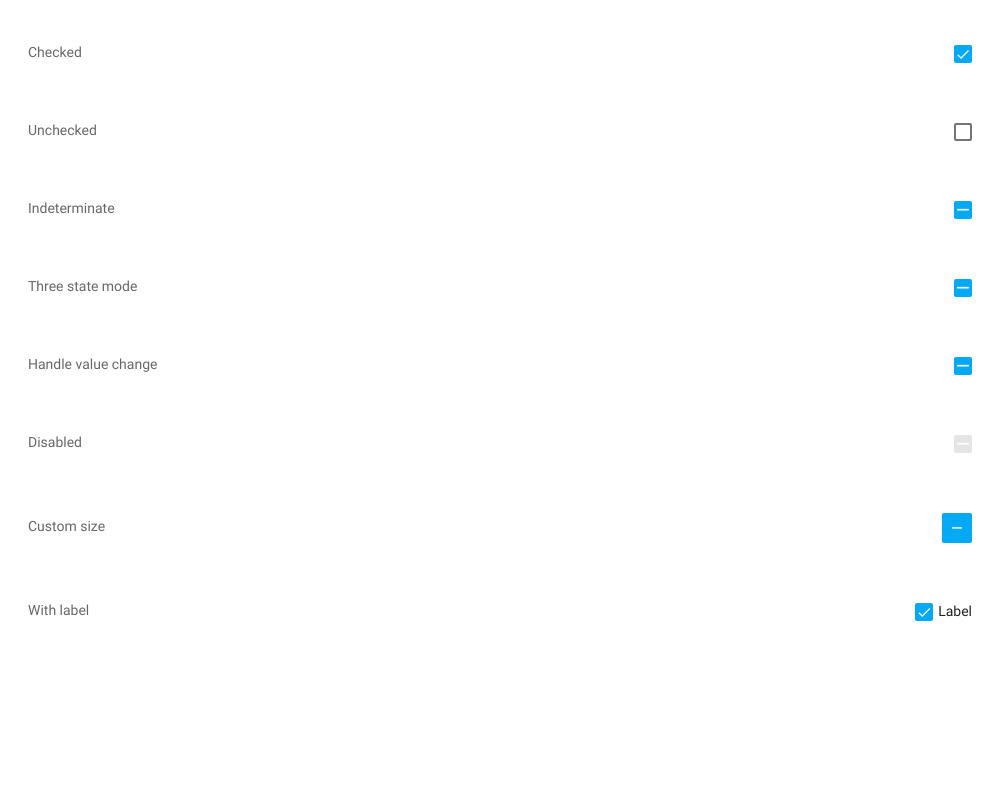 Checked
Unchecked
Indeterminate
Three state mode
Handle value change
Disabled
Custom size
With label
Label